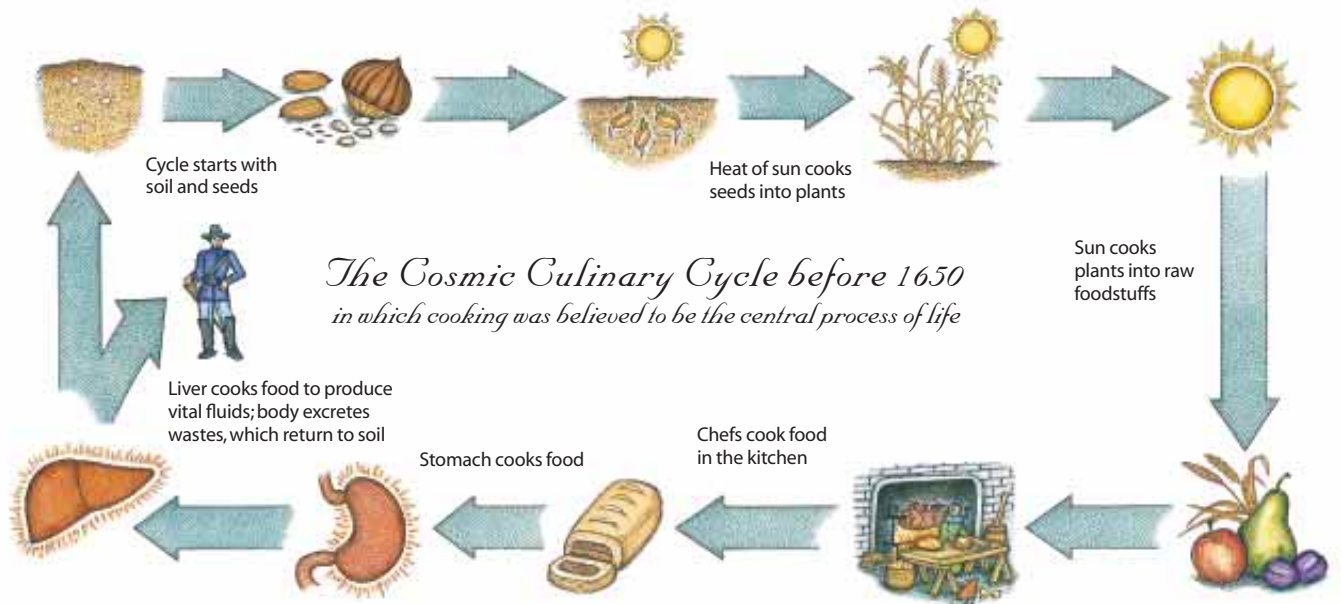 Cycle starts with
soil and seeds
Heat of sun cooks
seeds into plants
The Cosmic Culinary Cycle before 1650
in which cooking was believed to be the central process of life
Sun cooks
plants into raw
foodstuffs
Liver cooks food to produce
vital fluids; body excretes
wastes, which return to soil
Stomach cooks food
Chefs cook food
in the kitchen